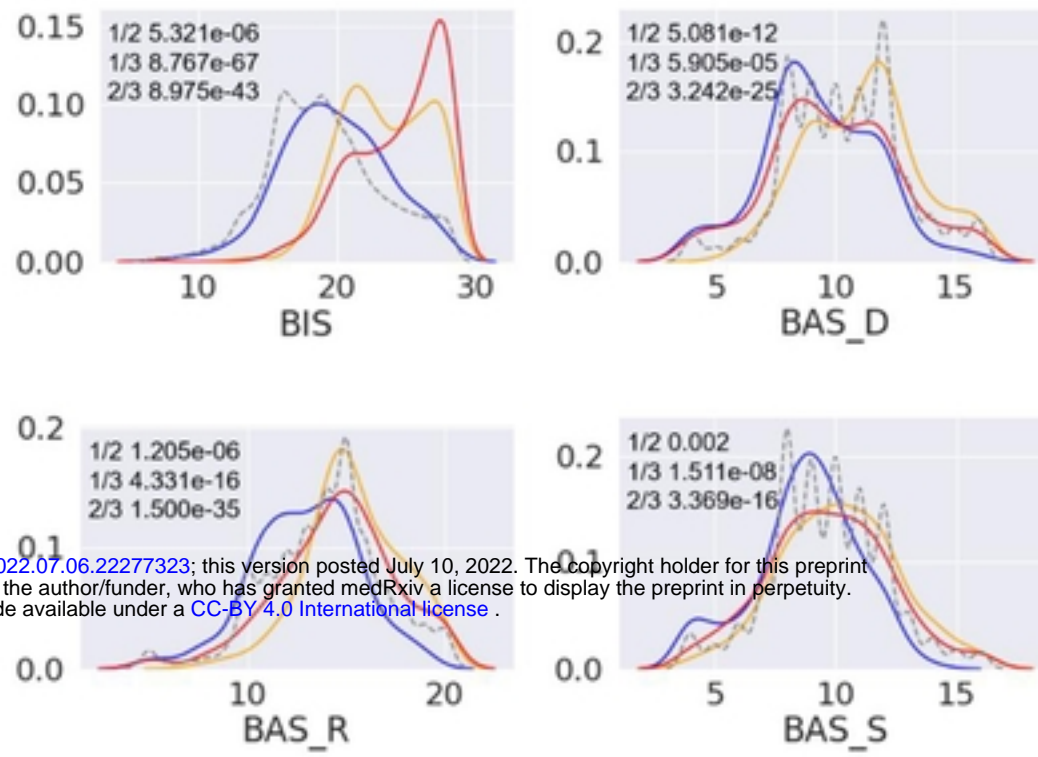 0.15
0.10
0.05
0.00
1/2 5.321e-06
1/3 8.767e-67
2/3 8.975e-43
10 20 30
BIS
0.2
0.1
0.0
1/2 5.081e-12
1/3 5.905e-05
2/3 3.242e-25
5 10 15
BAS_D
0.2
0.1
0.0
1/2 1.205e-06
1/3 4.331e-16
2/3 1.500e-35
10 20
BAS_R
0.2
0.1
0.0
1/2 0.002
1/3 1.511e-08
2/3 3.369e-16
5 10 15
BAS_S
022.07.06.22277323; this version posted July 10, 2022. The copyright holder for this preprint
the author/funder, who has granted medRxiv a license to display the preprint in perpetuity.
de available under a CC-BY 4.0 International license .